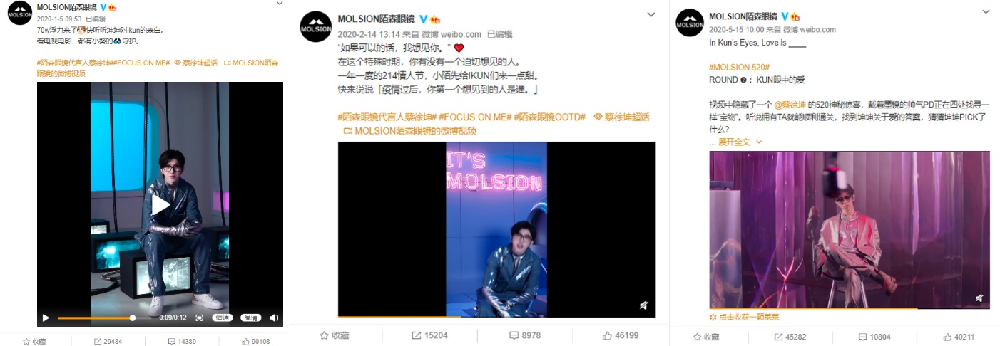 MOLSION
MOLSION陌森眼镜
2020-1-5 09:53 已编辑
70w浮力来了快听听坤坤对ikun的表白。
看电视电影，都有小墨的守护。
#陌森眼镜代言人蔡徐坤##FOCUS ON ME# 蔡徐坤超话 MOLSION陌森
眼镜的微博视频
0:09/0:12
倍速
高清
收藏
29484
14389
90108
MOLSION
MOLSION陌森眼镜
2020-2-14 13:14 来自 微博 weibo.com 已编辑
“如果可以的话，我想见你。”
在这个特殊时期，你有没有一个迫切想见的人。
一年一度的214情人节，小陌先给IKUN们来一点甜。
快来说说「疫情过后，你第一个想见到的人是谁。」
#陌森眼镜代言人蔡徐坤# #FOCUS ON ME# #陌森眼镜OOTD# 蔡徐坤超话
MOLSION陌森眼镜的微博视频
IT'S
MOLSION
收藏
15204
8978
46199
MOLSION
MOLSION陌森眼镜
2020-5-15 10:00 来自 微博 weibo.com
In Kun's Eyes, Love is ____
#MOLSION 520#
ROUND ❷： KUN眼中的爱
视频中隐藏了一个 @蔡徐坤 的520神秘惊喜，戴着墨镜的帅气PD正在四处找寻一
样“宝物”。听说拥有TA就能顺利通关，找到坤坤关于爱的答案，猜猜坤坤PICK了
什么？
... 展开全文
点击收获一颗菜菜
收藏
45282
10804
40211